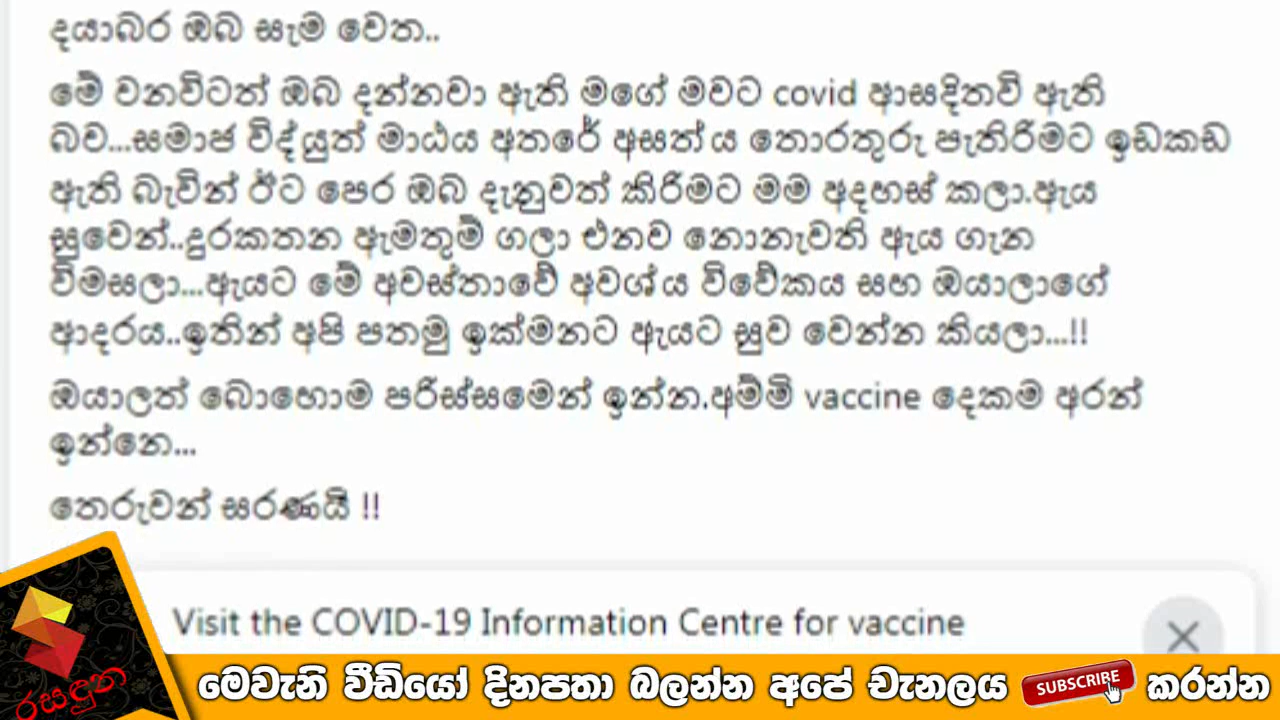 දයාබර ඔබ සැම වෙත..
මේ වනවිටත් ඔබ දන්නවා ඇති මගේ මවට covid ආසදිතවී ඇති
බව...සමාජ විද්‍යුත් මාඨය අතරේ අසත්‍ය තොරතුරු පැතිරීමට ඉඩකඩ
ඇති බැවින් ඊට පෙර ඔබ දැනුවත් කිරීමට මම අදහස් කලා.ඇය
සුවෙන්..දුරකතන ඇමතුම් ගලා එනව නොනැවතී ඇය ගැන
විමසලා...ඇයට මේ අවස්තාවේ අවශ්‍ය විවේකය සහ ඔයාලාගේ
ආදරය..ඉතින් අපි පතමු ඉක්මනට ඇයට සුව වෙන්න කියලා...!!
ඔයාලත් බොහොම පරිස්සමෙන් ඉන්න.අම්මි vaccine දෙකම අරන්
ඉන්නෙ...
තෙරුවන් සරණයි !!
Visit the COVID-19 Information Centre for vaccine
රසඳුන
මෙවැනි වීඩියෝ දිනපතා බලන්න අපේ චැනලය SUBSCRIBE කරන්න